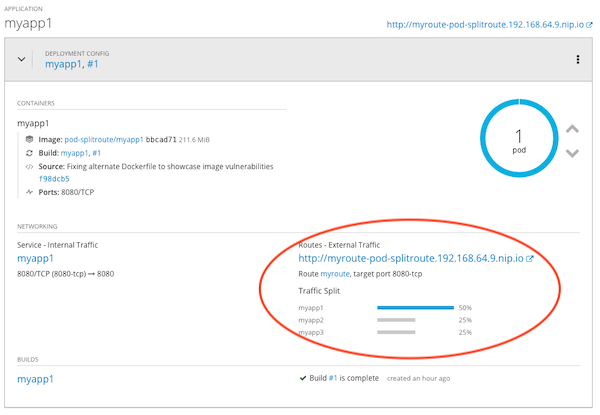 APPLICATION
myapp1
http://myroute-pod-splitroute.192.168.64.9.nip.io
DEPLOYMENT CONFIG
myapp1, #1
CONTAINERS
myapp1
Image: pod-splitroute/myapp1 bbcad71 211.6 MiB
Build: myapp1, #1
Source: Fixing alternate Dockerfile to showcase image vulnerabilities
f98dcb5
Ports: 8080/TCP
1
pod
NETWORKING
Service - Internal Traffic
myapp1
8080/TCP (8080-tcp) → 8080
Routes - External Traffic
http://myroute-pod-splitroute.192.168.64.9.nip.io
Route myroute, target port 8080-tcp
Traffic Split
myapp1 50%
myapp2 25%
myapp3 25%
BUILDS
myapp1
Build #1 is complete created an hour ago